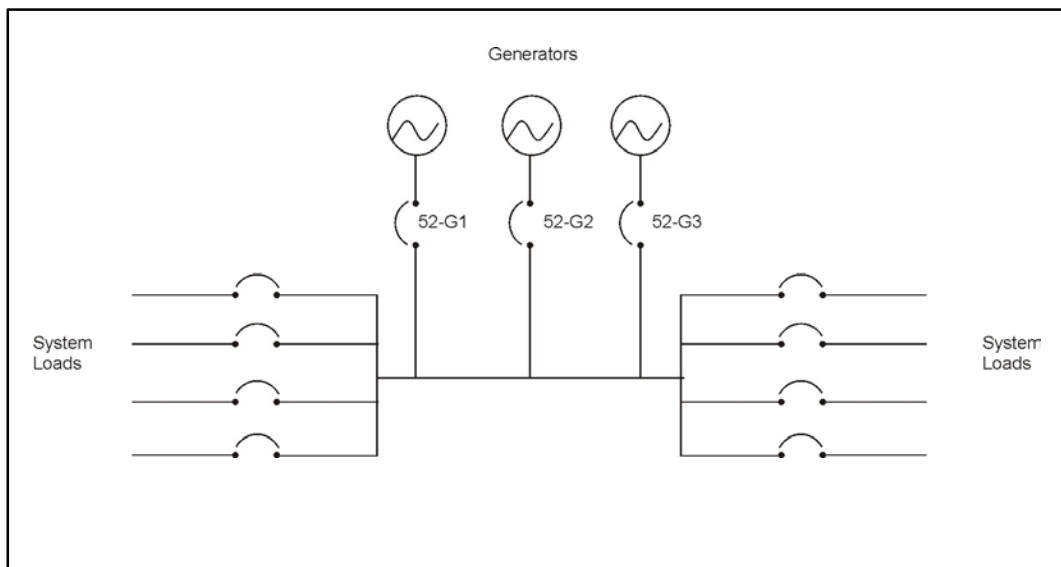 Generators
52-G1
52-G2
52-G3
System
Loads
System
Loads